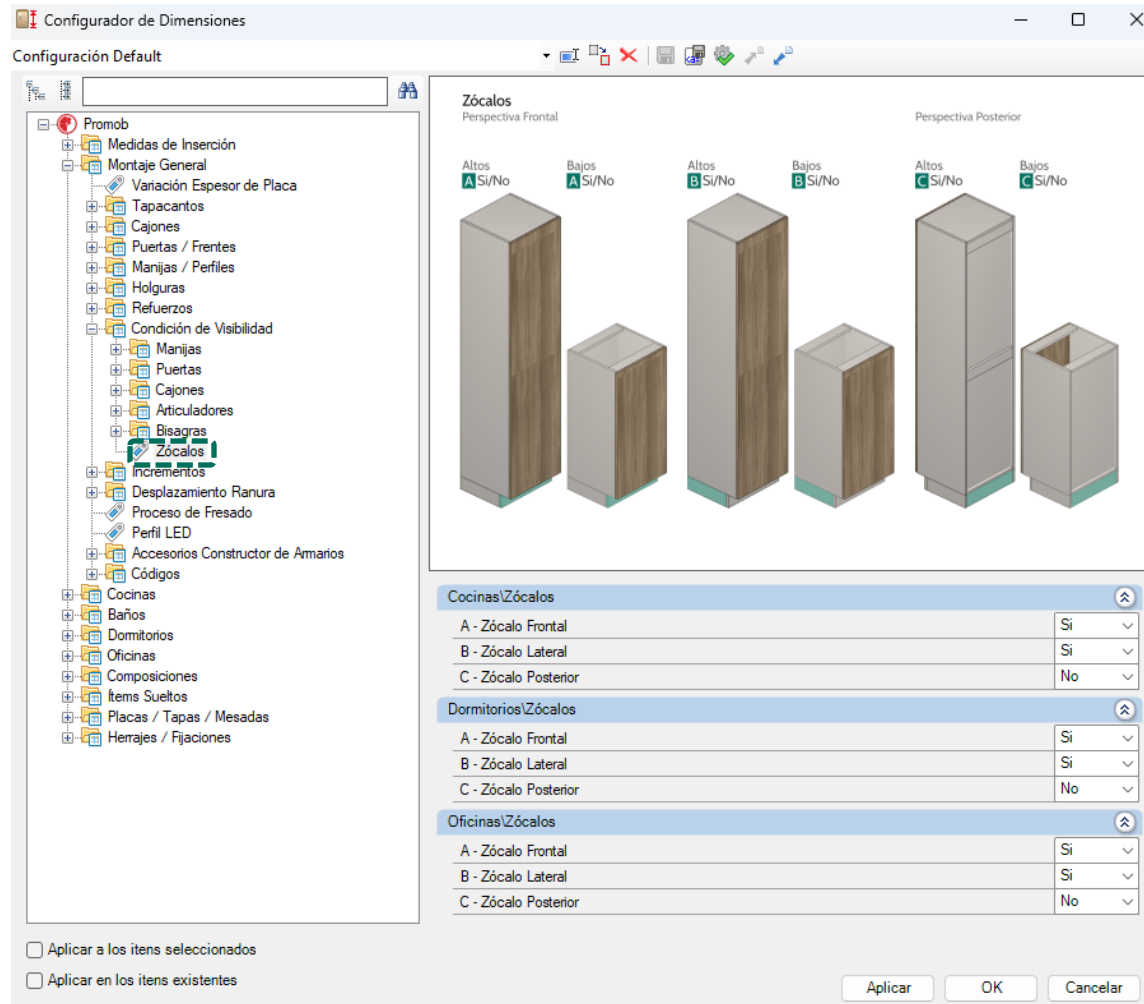 Configurador de Dimensiones
Configuración Default
Promob
Medidas de Inserción
Montaje General
Variación Espesor de Placa
Tapacantos
Cajones
Puertas / Frentes
Manijas / Perfiles
Holguras
Refuerzos
Condición de Visibilidad
Manijas
Puertas
Cajones
Articuladores
Bisagras
Zócalos
Incrementos
Desplazamiento Ranura
Proceso de Fresado
Perfil LED
Accesorios Constructor de Armarios
Códigos
Cocinas
Baños
Dormitorios
Oficinas
Composiciones
Ítems Sueltos
Placas / Tapas / Mesadas
Herrajes / Fijaciones
Zócalos
Perspectiva Frontal
Perspectiva Posterior
Altos Bajos Altos Bajos Altos Bajos
A Si/No A Si/No B Si/No B Si/No C Si/No C Si/No
Cocinas\Zócalos
A - Zócalo Frontal Si
B - Zócalo Lateral Si
C - Zócalo Posterior No
Dormitorios\Zócalos
A - Zócalo Frontal Si
B - Zócalo Lateral Si
C - Zócalo Posterior No
Oficinas\Zócalos
A - Zócalo Frontal Si
B - Zócalo Lateral Si
C - Zócalo Posterior No
Aplicar a los itens seleccionados
Aplicar en los itens existentes
Aplicar OK Cancelar